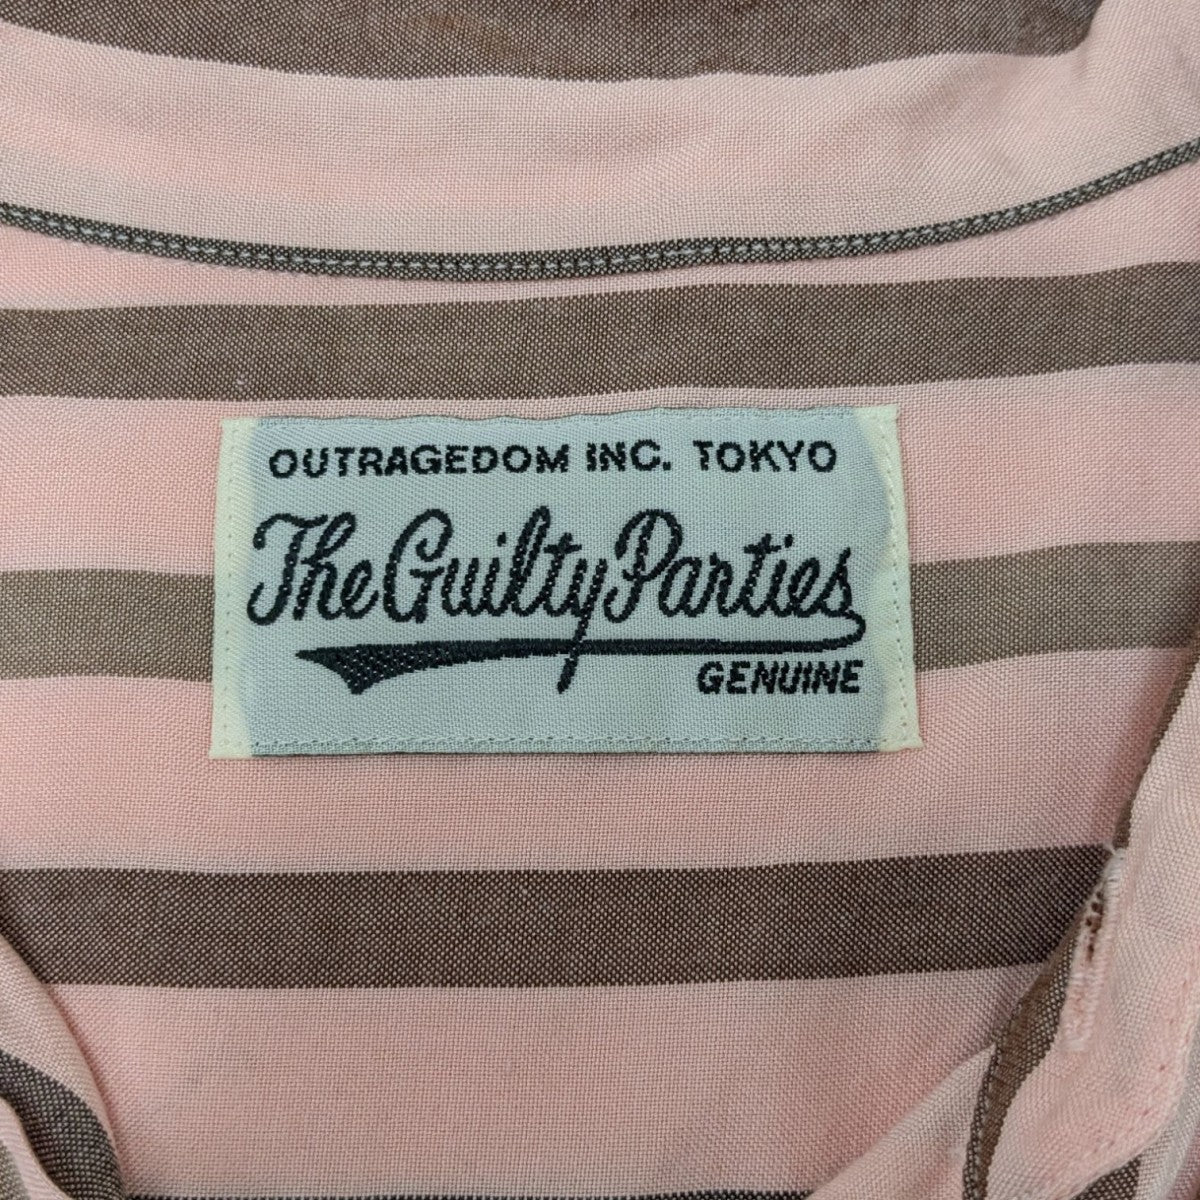 OUTRAGEDOM INC. TOKYO
The Guilty Parties
GENUINE